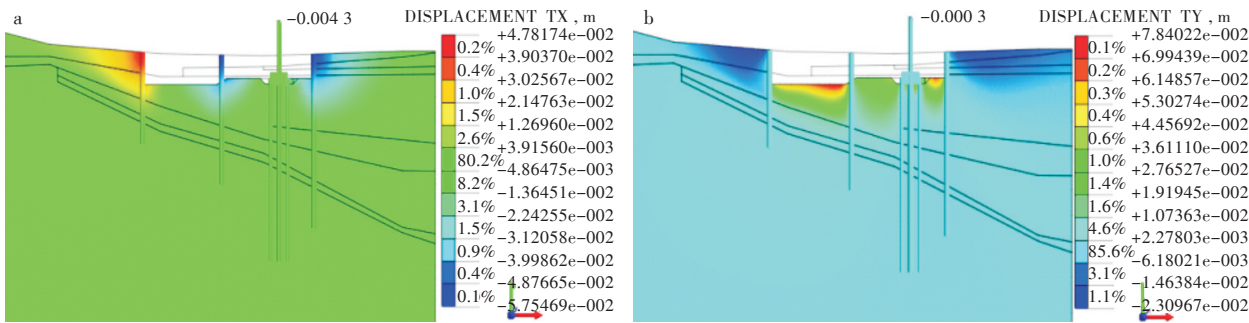 a
-0.004 3
DISPLACEMENT TX , m
+4.78174e-002
0.2%
+3.90370e-002
0.4%
+3.02567e-002
1.0%
+2.14763e-002
1.5%
+1.26960e-002
2.6%
+3.91560e-003
80.2%
-4.86475e-003
8.2%
-1.36451e-002
3.1%
-2.24255e-002
1.5%
-3.12058e-002
0.9%
-3.99862e-002
0.4%
-4.87665e-002
0.1%
-5.75469e-002
b
-0.000 3
DISPLACEMENT TY , m
+7.84022e-002
0.1%
+6.99439e-002
0.2%
+6.14857e-002
0.3%
+5.30274e-002
0.4%
+4.45692e-002
0.6%
+3.61110e-002
1.0%
+2.76527e-002
1.4%
+1.91945e-002
1.6%
+1.07363e-002
4.6%
+2.27803e-003
85.6%
-6.18021e-003
3.1%
-1.46384e-002
1.1%
-2.30967e-002